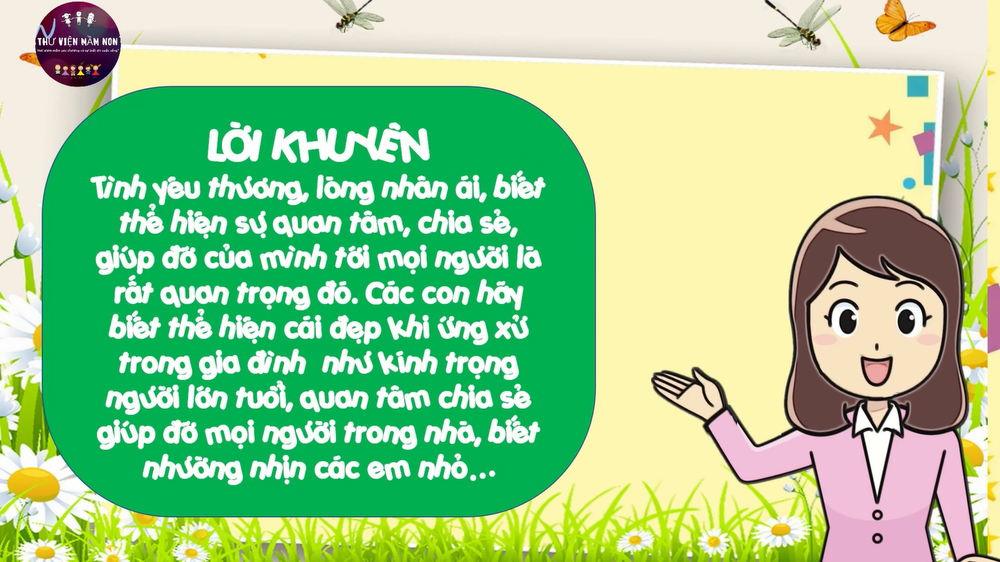 THƯ VIỆN MẦM NON
LỜI KHUYÊN
Tình yêu thương, lòng nhân ái, biết
thể hiện sự quan tâm, chia sẻ,
giúp đỡ của mình tới mọi người là
rất quan trọng đó. Các con hãy
biết thể hiện cái đẹp khi ứng xử
trong gia đình như kính trọng
người lớn tuổi, quan tâm chia sẻ
giúp đỡ mọi người trong nhà, biết
nhường nhịn các em nhỏ...